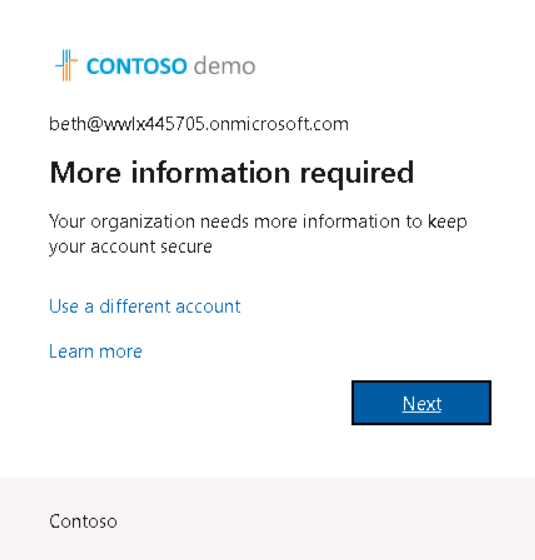 CONTOSO demo
beth@wwlx445705.onmicrosoft.com
More information required
Your organization needs more information to keep
your account secure
Use a different account
Learn more
Next
Contoso